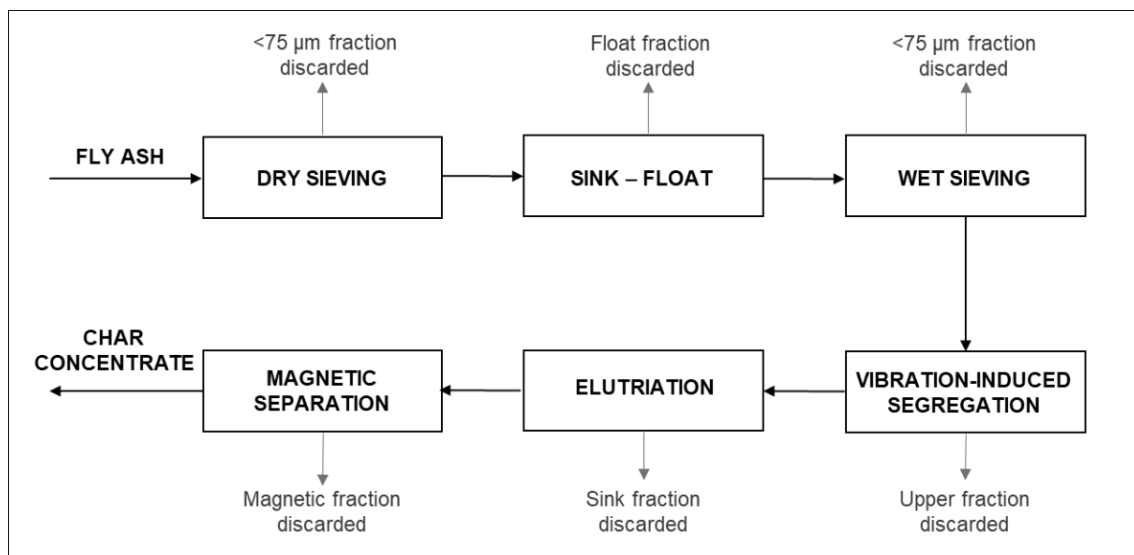 <75 µm fraction
discarded
Float fraction
discarded
<75 µm fraction
discarded
FLY ASH
DRY SIEVING
SINK – FLOAT
WET SIEVING
CHAR
CONCENTRATE
MAGNETIC
SEPARATION
ELUTRIATION
VIBRATION-INDUCED
SEGREGATION
Magnetic fraction
discarded
Sink fraction
discarded
Upper fraction
discarded